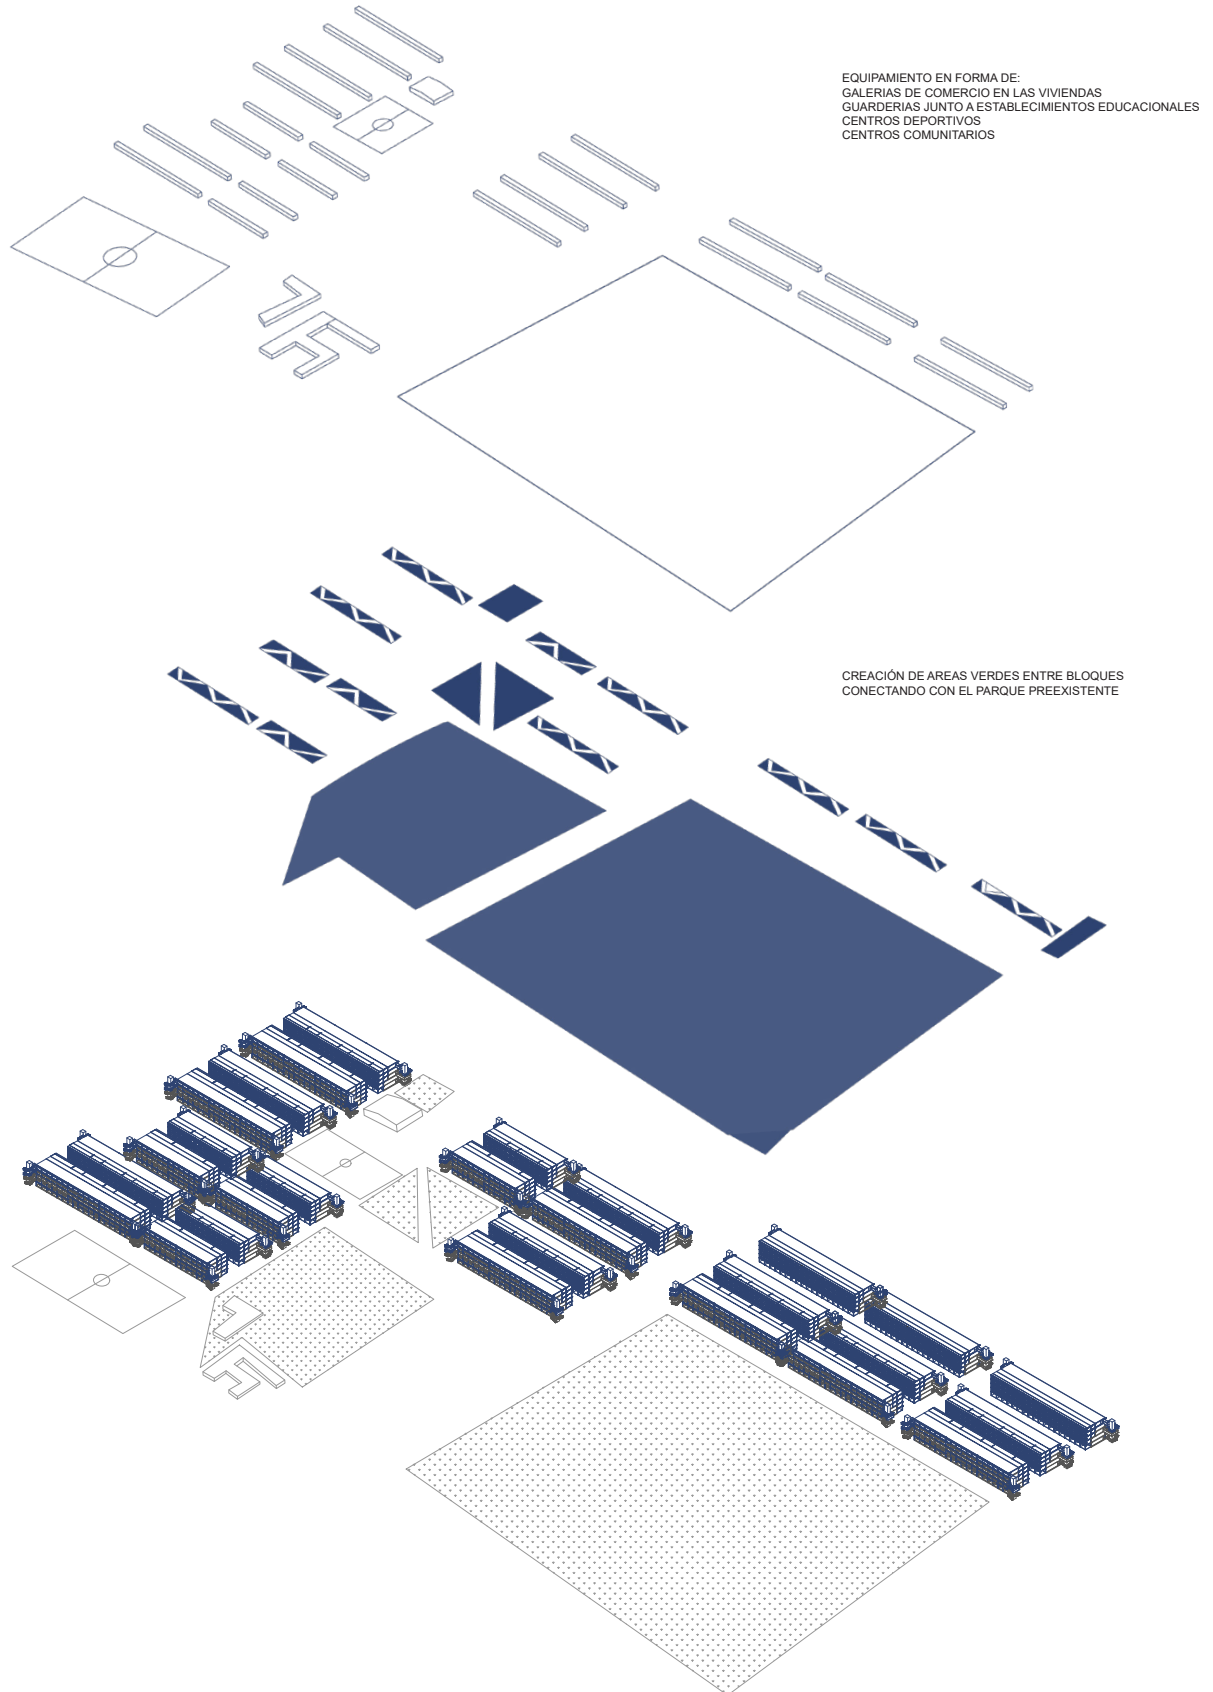 EQUIPAMIENTO EN FORMA DE:
GALERIAS DE COMERCIO EN LAS VIVIENDAS
GUARDERIAS JUNTO A ESTABLECIMIENTOS EDUCACIONALES
CENTROS DEPORTIVOS
CENTROS COMUNITARIOS
CREACIÓN DE AREAS VERDES ENTRE BLOQUES
CONECTANDO CON EL PARQUE PREEXISTENTE